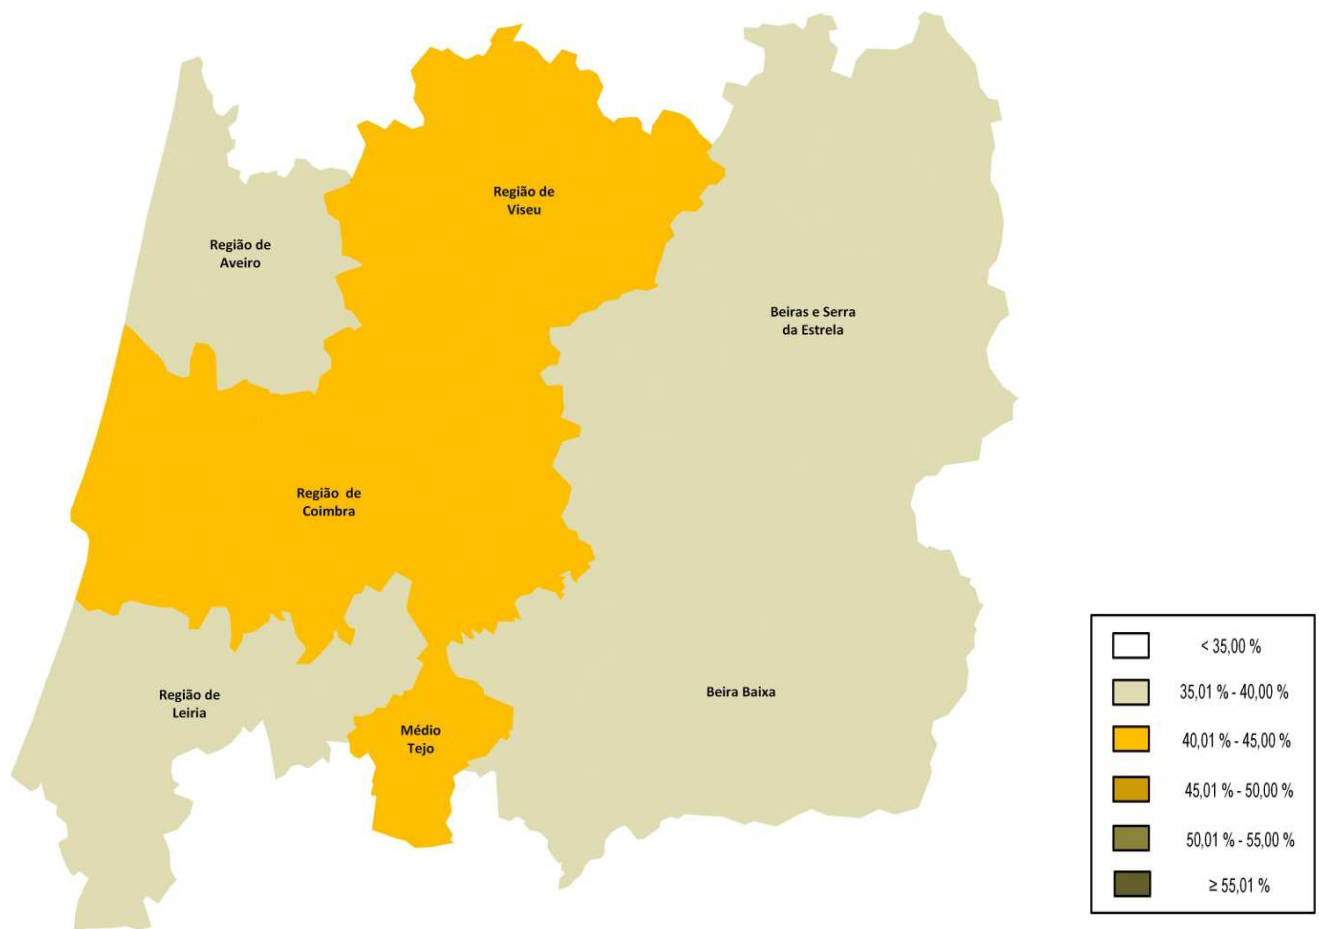 Região de
Viseu
Região de
Aveiro
Beiras e Serra
da Estrela
Região de
Coimbra
Região de
Leiria
Beira Baixa
Médio
Tejo
< 35,00 %
35,01 % - 40,00 %
40,01 % - 45,00 %
45,01 % - 50,00 %
50,01 % - 55,00 %
≥ 55,01 %